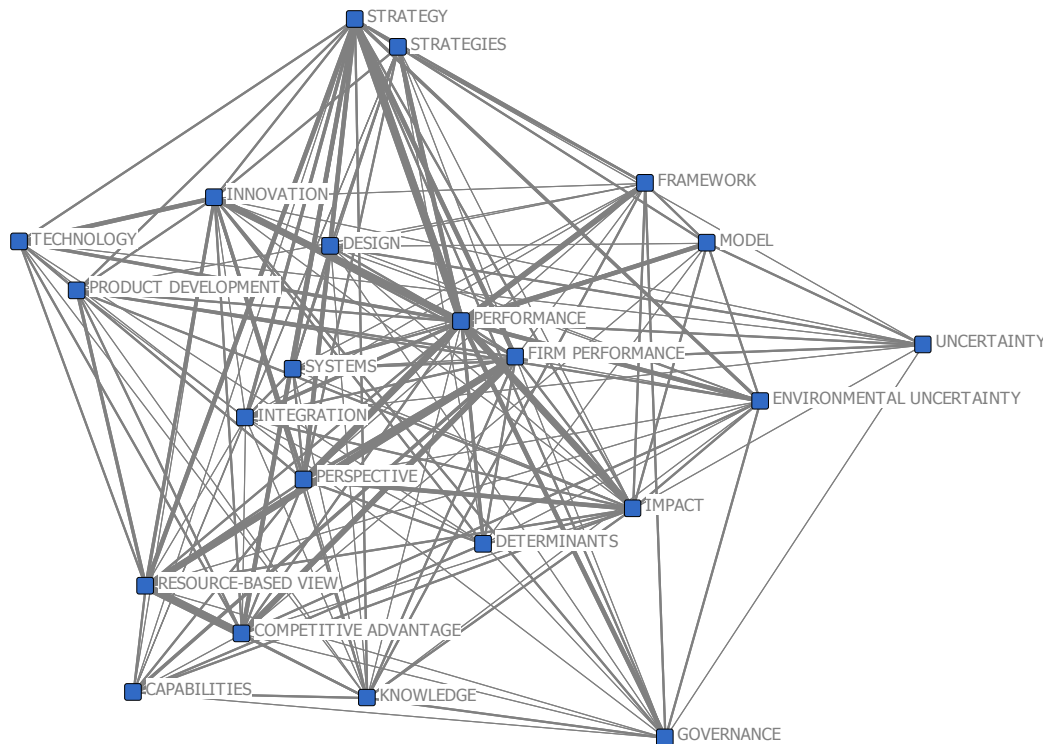 STRATEGY
STRATEGIES
FRAMEWORK
INNOVATION
TECHNOLOGY
DESIGN
MODEL
PRODUCT DEVELOPMENT
PERFORMANCE
UNCERTAINTY
FIRM PERFORMANCE
SYSTEMS
ENVIRONMENTAL UNCERTAINTY
INTEGRATION
PERSPECTIVE
IMPACT
DETERMINANTS
RESOURCE-BASED VIEW
COMPETITIVE ADVANTAGE
CAPABILITIES
KNOWLEDGE
GOVERNANCE